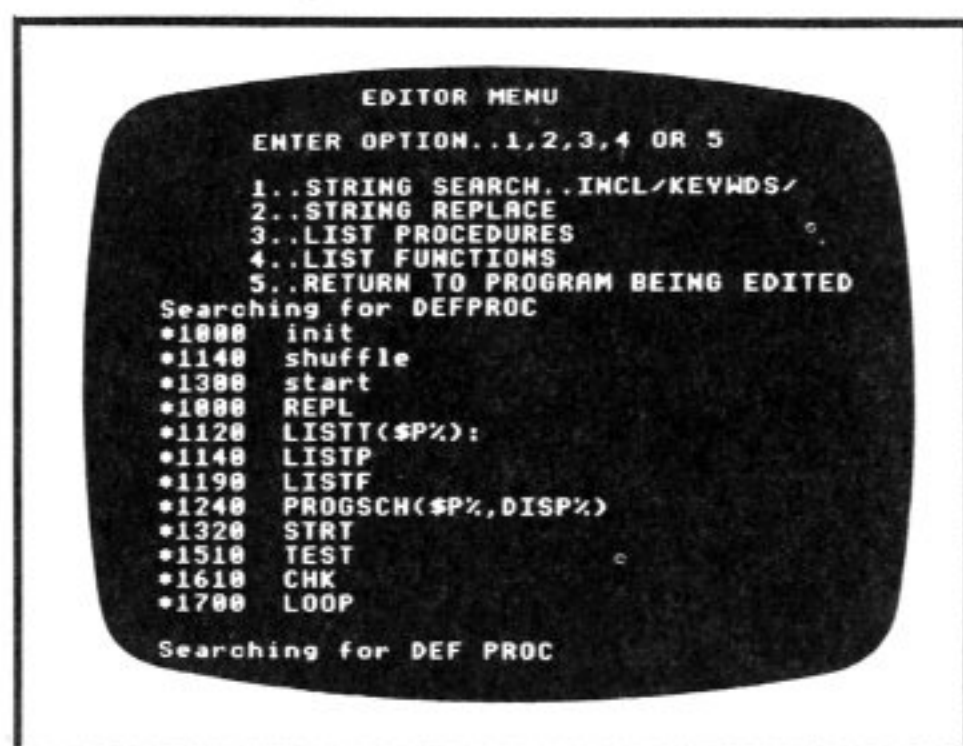 EDITOR MENU
ENTER OPTION..1,2,3,4 OR 5
1..STRING SEARCH..INCL/KEYWDS/
2..STRING REPLACE
3..LIST PROCEDURES
4..LIST FUNCTIONS
5..RETURN TO PROGRAM BEING EDITED
Searching for DEFPROC
*1000 init
*1140 shuffle
*1300 start
*1000 REPL
*1120 LISTT($P%):
*1140 LISTP
*1190 LISTF
*1240 PROGSCH($P%,DISP%)
*1320 STRT
*1510 TEST
*1610 CHK
*1700 LOOP
Searching for DEF PROC